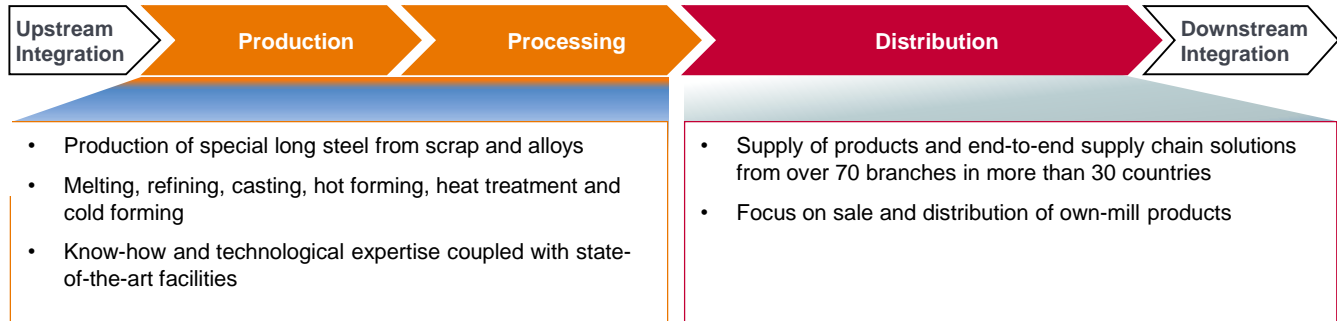 Upstream
Integration
Production
Processing
Distribution
Downstream
Integration
• Production of special long steel from scrap and alloys
• Melting, refining, casting, hot forming, heat treatment and
cold forming
• Know-how and technological expertise coupled with state-
of-the-art facilities
• Supply of products and end-to-end supply chain solutions
from over 70 branches in more than 30 countries
• Focus on sale and distribution of own-mill products